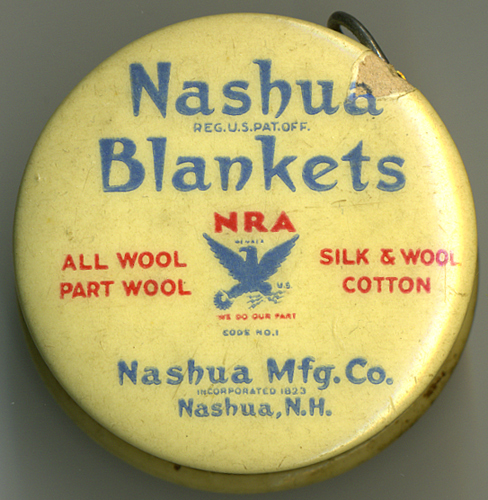 Nashua
REG.U.S.PAT.OFF.
Blankets
NRA
MEMBER
U.S.
WE DO OUR PART
CODE NO.1
ALL WOOL
PART WOOL
SILK & WOOL
COTTON
Nashua Mfg.Co.
INCORPORATED 1823
Nashua, N.H.